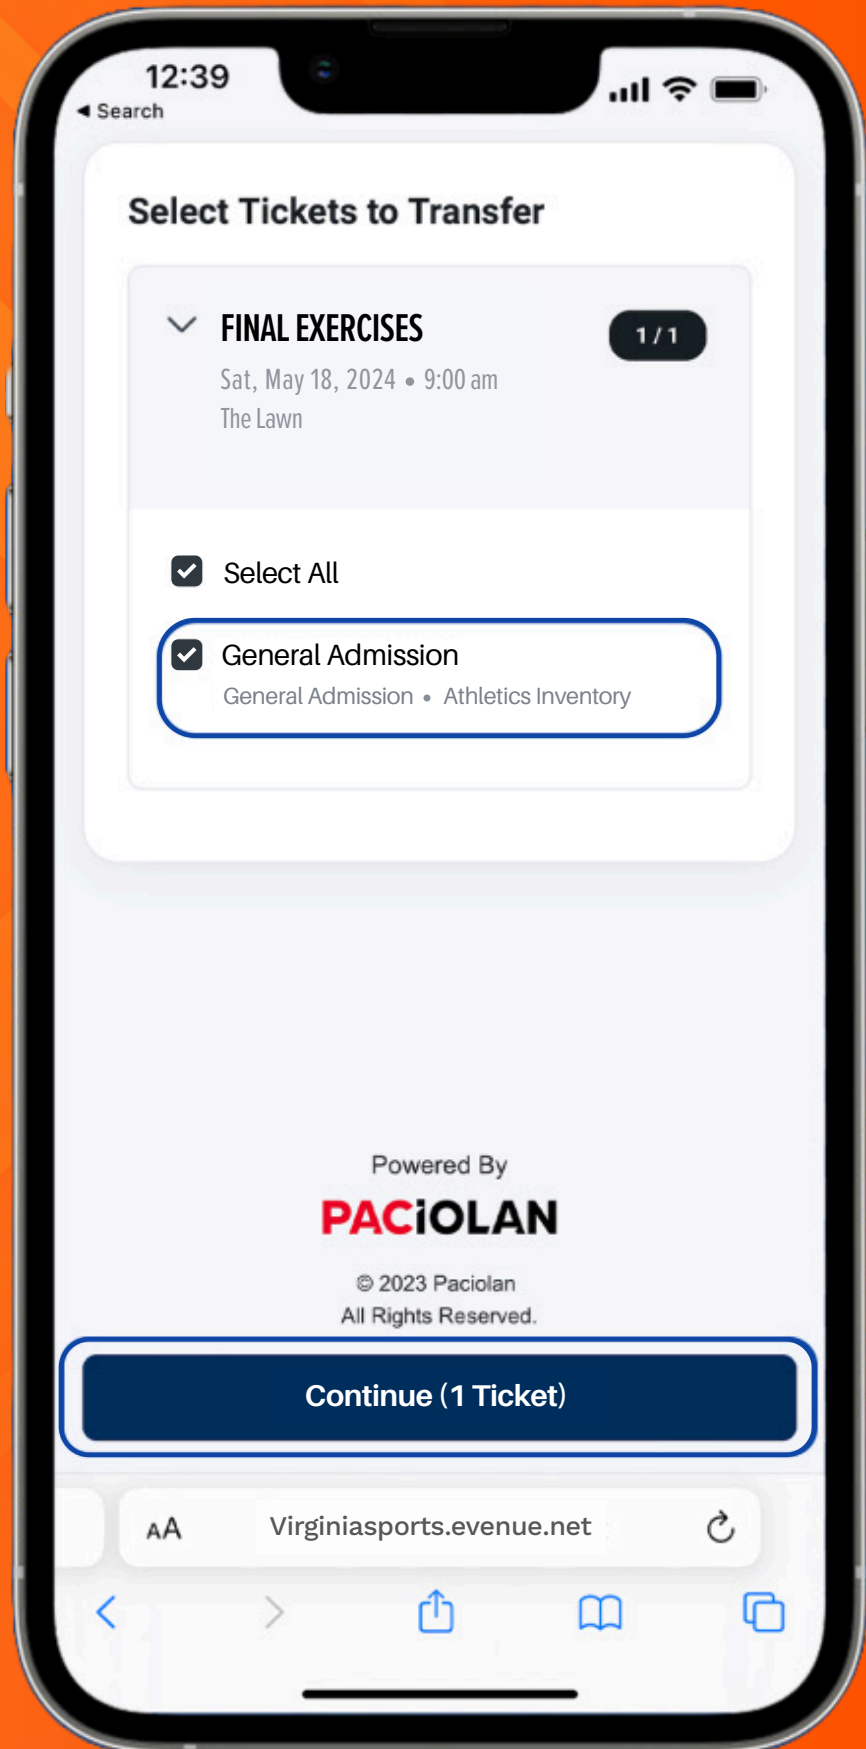 12:39
◀ Search
Select Tickets to Transfer
FINAL EXERCISES
1 / 1
Sat, May 18, 2024 • 9:00 am
The Lawn
Select All
General Admission
General Admission • Athletics Inventory
Powered By
PACiOLAN
© 2023 Paciolan
All Rights Reserved.
Continue (1 Ticket)
AA Virginiasports.evenue.net